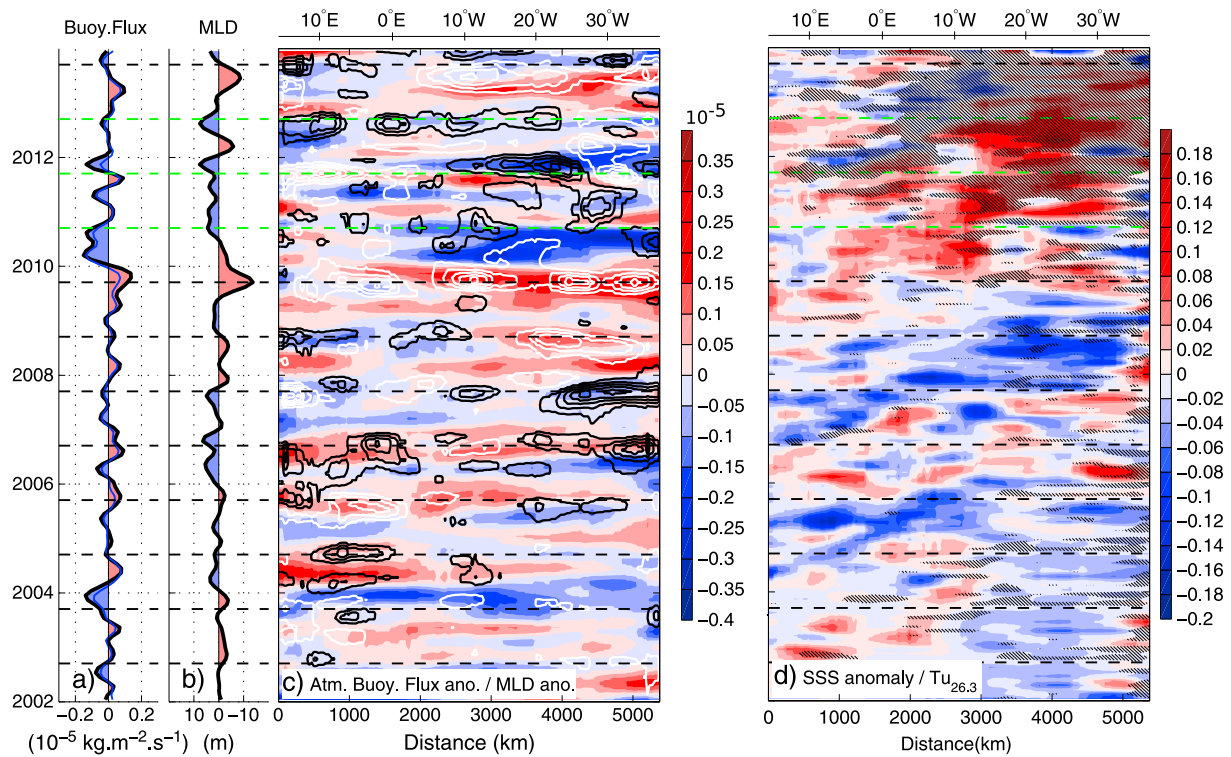 Buoy.Flux
MLD
10°E 0°E 10°W 20°W 30°W
10°E 0°E 10°W 20°W 30°W
2012
2010
2008
2006
2004
2002
a)
b)
c) Atm. Buoy. Flux ano. / MLD ano.
d) SSS anomaly / Tu26.3
−0.2 0 0.2
10 0 −10
0 1000 2000 3000 4000 5000
0 1000 2000 3000 4000 5000
(10−5 kg.m−2.s−1)
(m)
Distance (km)
Distance(km)
10−5
0.35
0.3
0.25
0.2
0.15
0.1
0.05
0
−0.05
−0.1
−0.15
−0.2
−0.25
−0.3
−0.35
−0.4
0.18
0.16
0.14
0.12
0.1
0.08
0.06
0.04
0.02
0
−0.02
−0.04
−0.06
−0.08
−0.1
−0.12
−0.14
−0.16
−0.18
−0.2